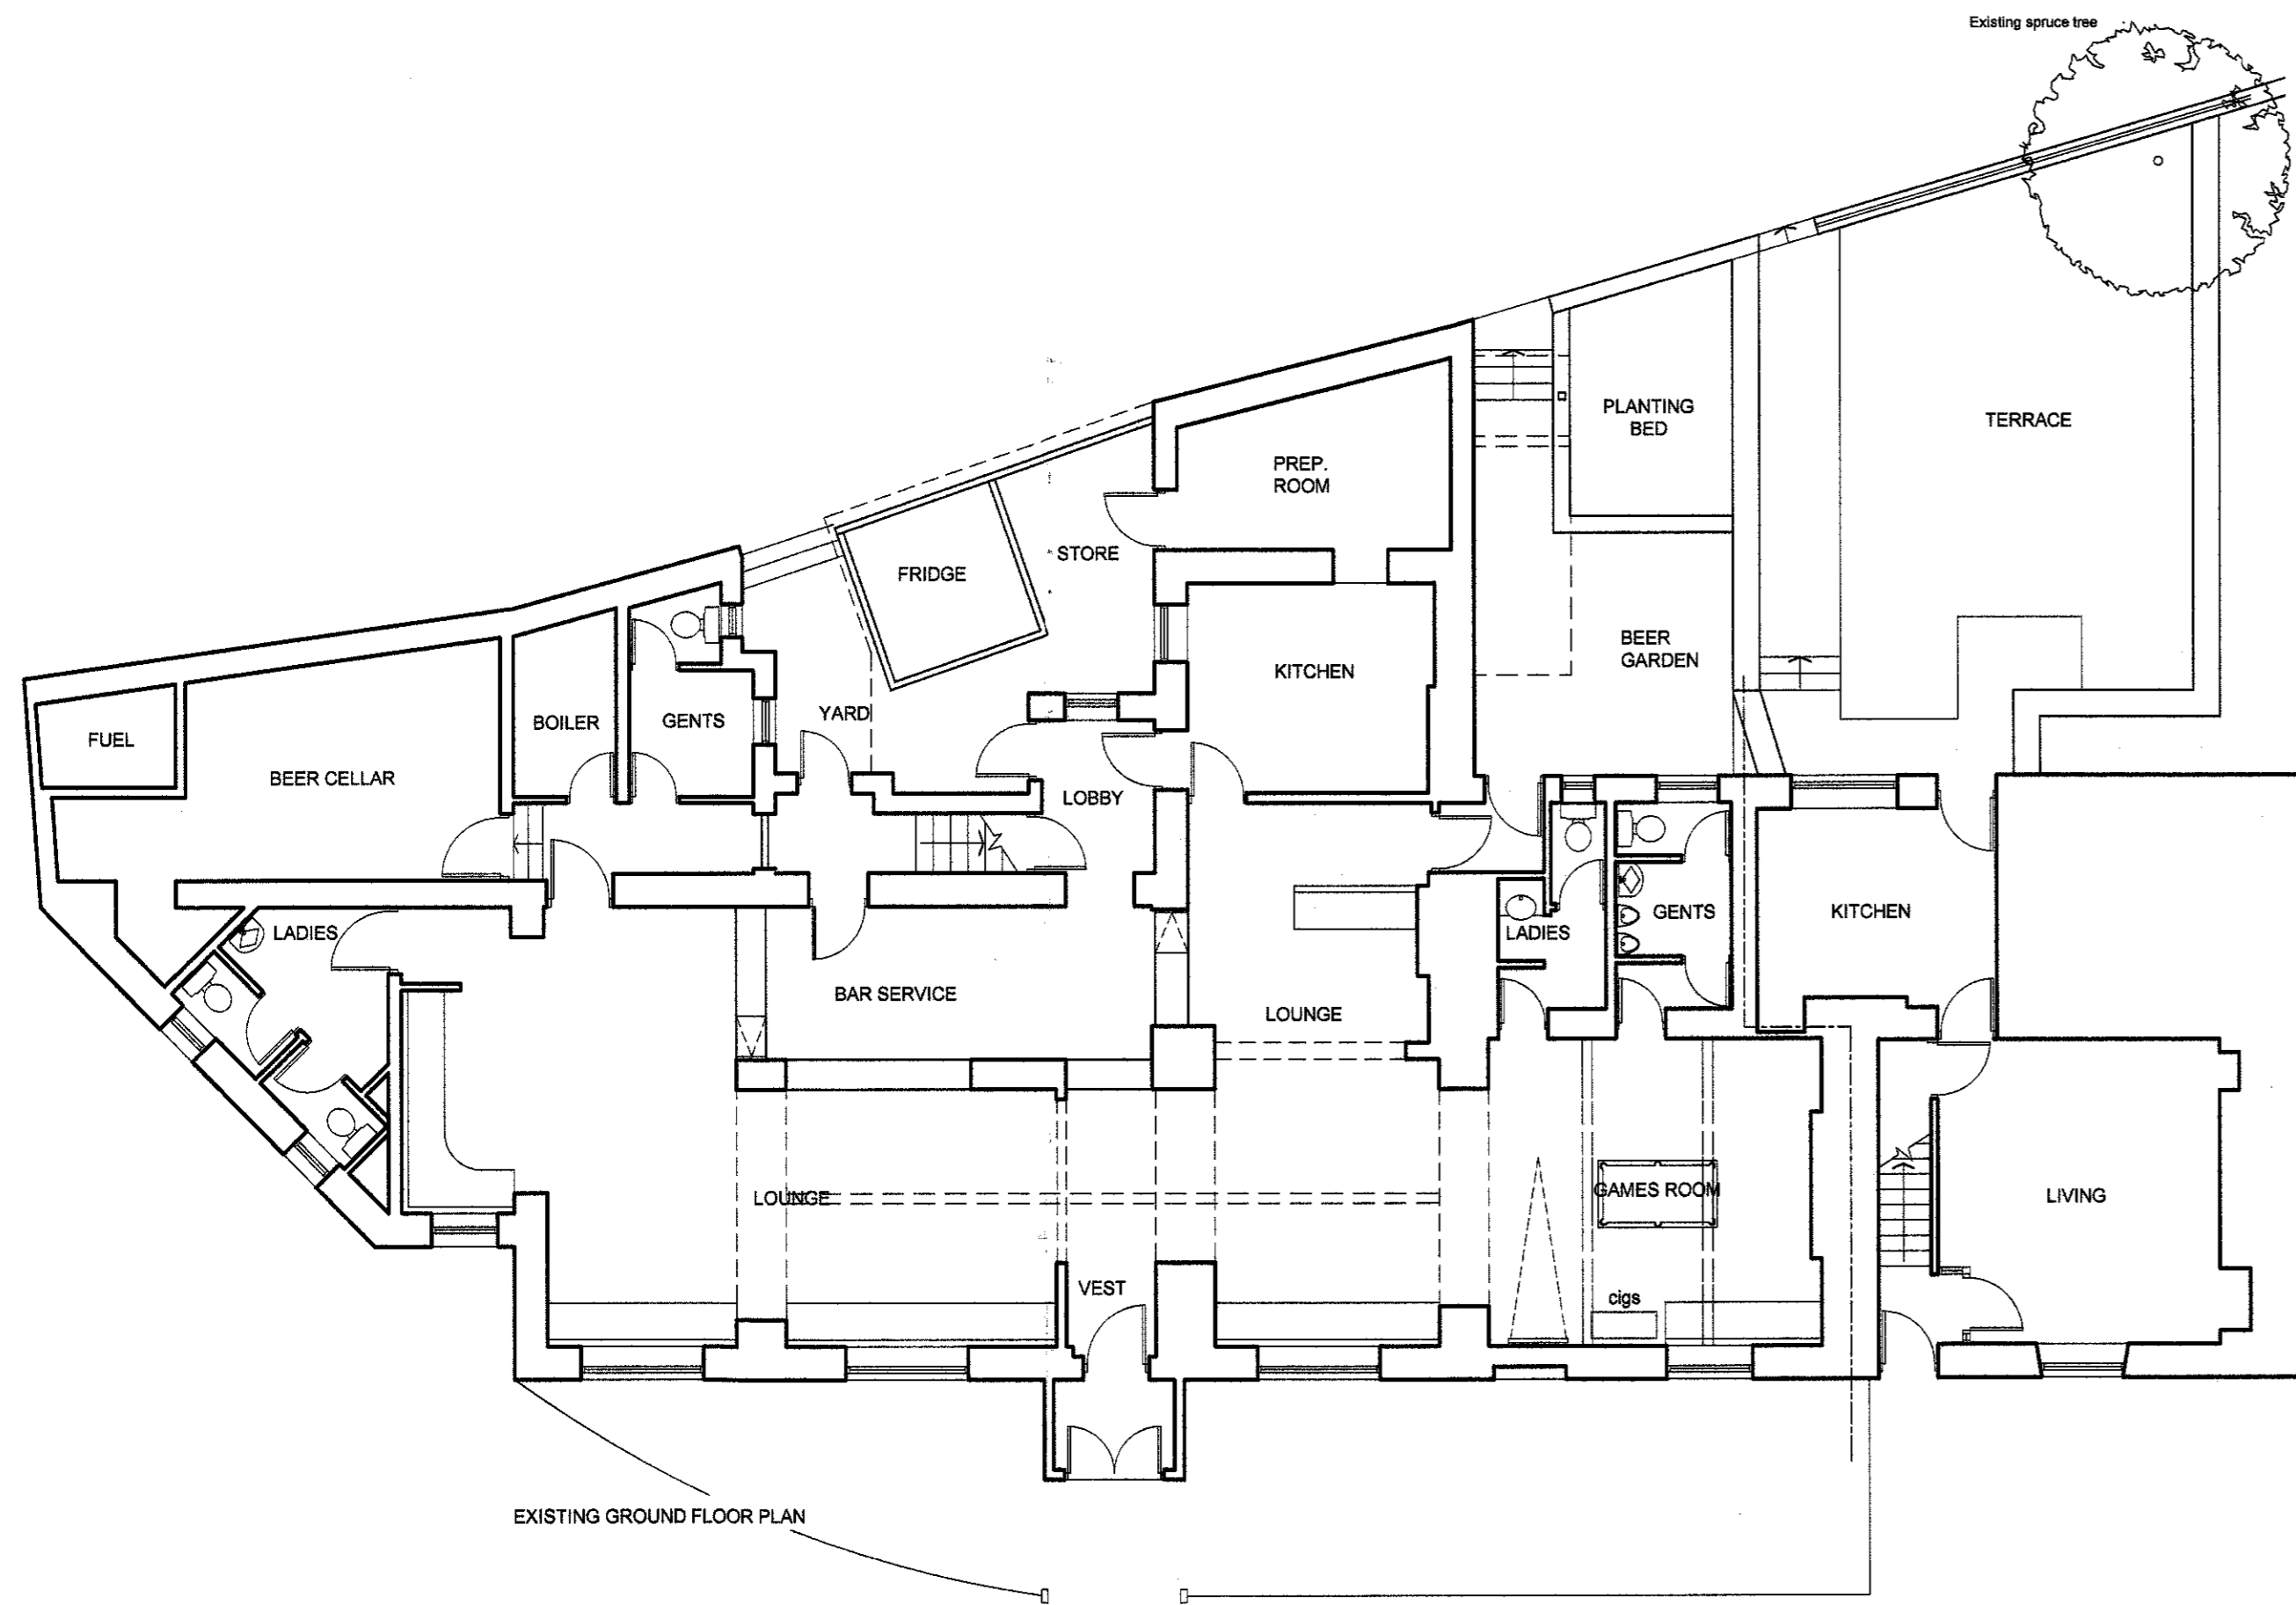 Existing spruce tree
PLANTING
BED
TERRACE
PREP.
ROOM
STORE
FRIDGE
BEER
GARDEN
KITCHEN
YARD
GENTS
BOILER
FUEL
BEER CELLAR
LOBBY
LADIES
GENTS
KITCHEN
LADIES
BAR SERVICE
LOUNGE
LOUNGE
GAMES ROOM
LIVING
VEST
cigs
EXISTING GROUND FLOOR PLAN